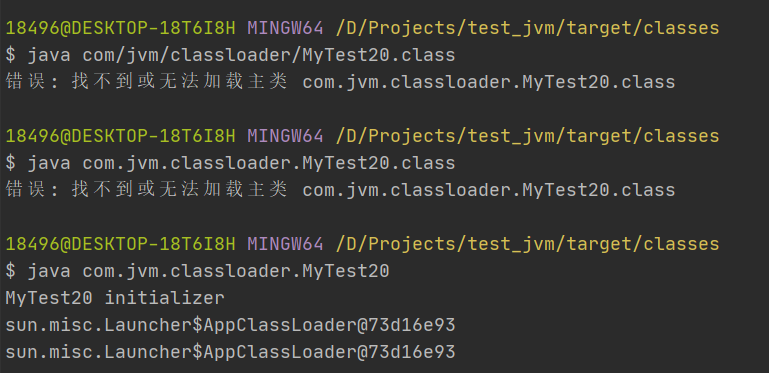 18496@DESKTOP-18T6I8H MINGW64 /D/Projects/test_jvm/target/classes
$ java com/jvm/classloader/MyTest20.class
错误: 找不到或无法加载主类 com.jvm.classloader.MyTest20.class
18496@DESKTOP-18T6I8H MINGW64 /D/Projects/test_jvm/target/classes
$ java com.jvm.classloader.MyTest20.class
错误: 找不到或无法加载主类 com.jvm.classloader.MyTest20.class
18496@DESKTOP-18T6I8H MINGW64 /D/Projects/test_jvm/target/classes
$ java com.jvm.classloader.MyTest20
MyTest20 initializer
sun.misc.Launcher$AppClassLoader@73d16e93
sun.misc.Launcher$AppClassLoader@73d16e93